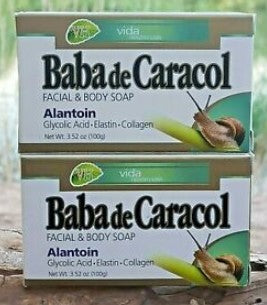 vida
Baba de Caracol
FACIAL & BODY SOAP
Alantoin
Glycolic Acid • Elastin • Collagen
Net Wt. 3.52 oz (100g)
vida
Baba de Caracol
FACIAL & BODY SOAP
Alantoin
Glycolic Acid • Elastin • Collagen
Net Wt. 3.52 oz (100g)